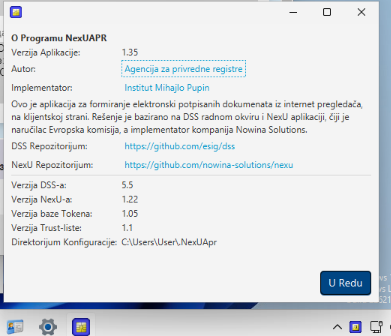 O Programu NexUAPR
Verzija Aplikacije: 1.35
Autor: Agencija za privredne registre
Implementor: Institut Mihajlo Pupin
Ovo je aplikacija za formiranje elektronski potpisanih dokumenata iz internet pregledača,
na klijentskoj strani. Rešenje je bazirano na DSS radnom okviru i NexU aplikaciji, čiji je
naručilac Evropska komisija, a implementator kompanija Nowina Solutions.
DSS Repozitorijum: https://github.com/esig/dss
NexU Repozitorijum: https://github.com/nowina-solutions/nexu
Verzija DSS-a: 5.5
Verzija NexU-a: 1.22
Verzija baze Tokena: 1.05
Verzija Trust-liste: 1.1
Direktorijum Konfiguracije: C:\Users\User\.NexUApr
U Redu